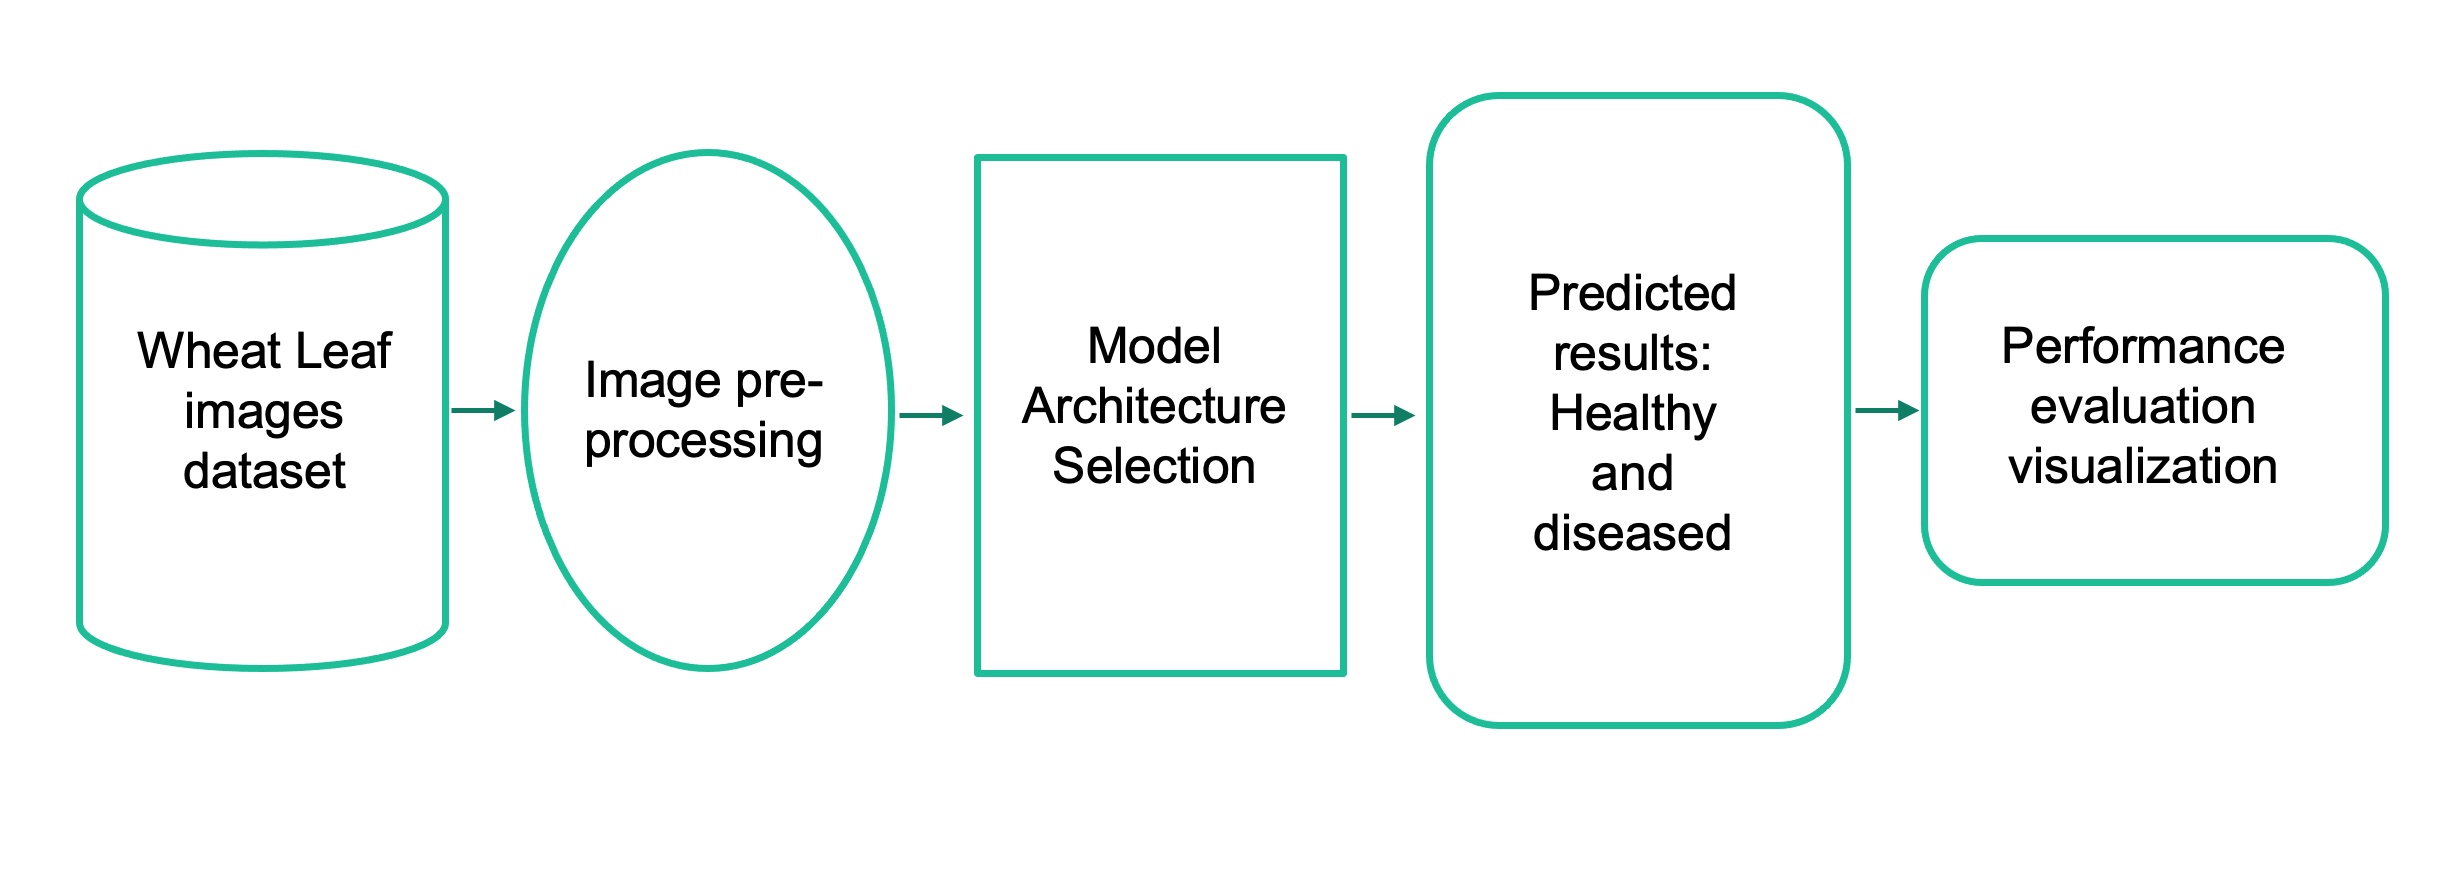 Wheat Leaf
images
dataset
Image pre-
processing
Model
Architecture
Selection
Predicted
results:
Healthy
and
diseased
Performance
evaluation
visualization